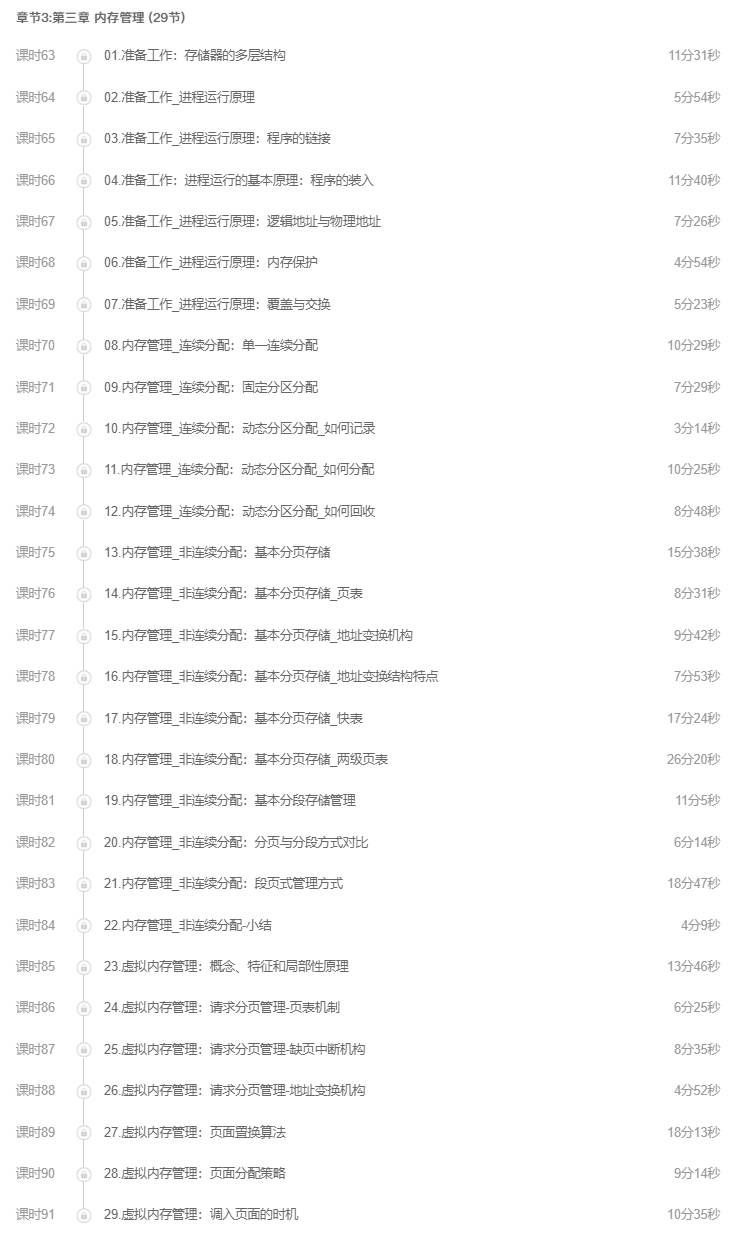 章节3:第三章 内存管理 (29节)
课时63 01.准备工作：存储器的多层结构 11分31秒
课时64 02.准备工作_进程运行原理 5分54秒
课时65 03.准备工作_进程运行原理：程序的链接 7分35秒
课时66 04.准备工作：进程运行的基本原理：程序的装入 11分40秒
课时67 05.准备工作_进程运行原理：逻辑地址与物理地址 7分26秒
课时68 06.准备工作_进程运行原理：内存保护 4分54秒
课时69 07.准备工作_进程运行原理：覆盖与交换 5分23秒
课时70 08.内存管理_连续分配：单一连续分配 10分29秒
课时71 09.内存管理_连续分配：固定分区分配 7分29秒
课时72 10.内存管理_连续分配：动态分区分配_如何记录 3分14秒
课时73 11.内存管理_连续分配：动态分区分配_如何分配 10分25秒
课时74 12.内存管理_连续分配：动态分区分配_如何回收 8分48秒
课时75 13.内存管理_非连续分配：基本分页存储 15分38秒
课时76 14.内存管理_非连续分配：基本分页存储_页表 8分31秒
课时77 15.内存管理_非连续分配：基本分页存储_地址变换机构 9分42秒
课时78 16.内存管理_非连续分配：基本分页存储_地址变换结构特点 7分53秒
课时79 17.内存管理_非连续分配：基本分页存储_快表 17分24秒
课时80 18.内存管理_非连续分配：基本分页存储_两级页表 26分20秒
课时81 19.内存管理_非连续分配：基本分段存储管理 11分5秒
课时82 20.内存管理_非连续分配：分页与分段方式对比 6分14秒
课时83 21.内存管理_非连续分配：段页式管理方式 18分47秒
课时84 22.内存管理_非连续分配-小结 4分9秒
课时85 23.虚拟内存管理：概念、特征和局部性原理 13分46秒
课时86 24.虚拟内存管理：请求分页管理-页表机制 6分25秒
课时87 25.虚拟内存管理：请求分页管理-缺页中断机构 8分35秒
课时88 26.虚拟内存管理：请求分页管理-地址变换机构 4分52秒
课时89 27.虚拟内存管理：页面置换算法 18分13秒
课时90 28.虚拟内存管理：页面分配策略 9分14秒
课时91 29.虚拟内存管理：调入页面的时机 10分35秒